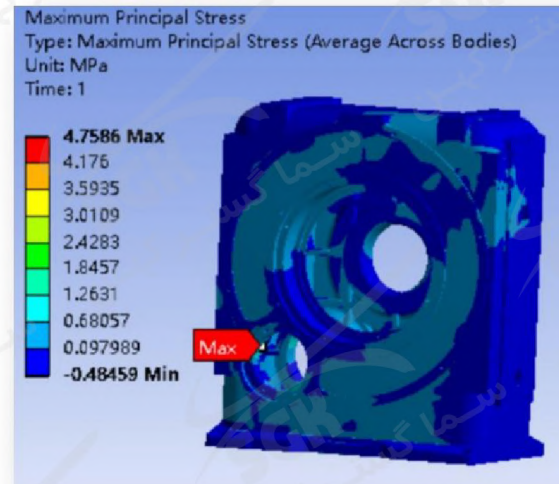 Maximum Principal Stress
Type: Maximum Principal Stress (Average Across Bodies)
Unit: MPa
Time: 1
4.7586 Max
4.176
3.5935
3.0109
2.4283
1.8457
1.2631
0.68057
0.097989
-0.48459 Min
Max
SGK